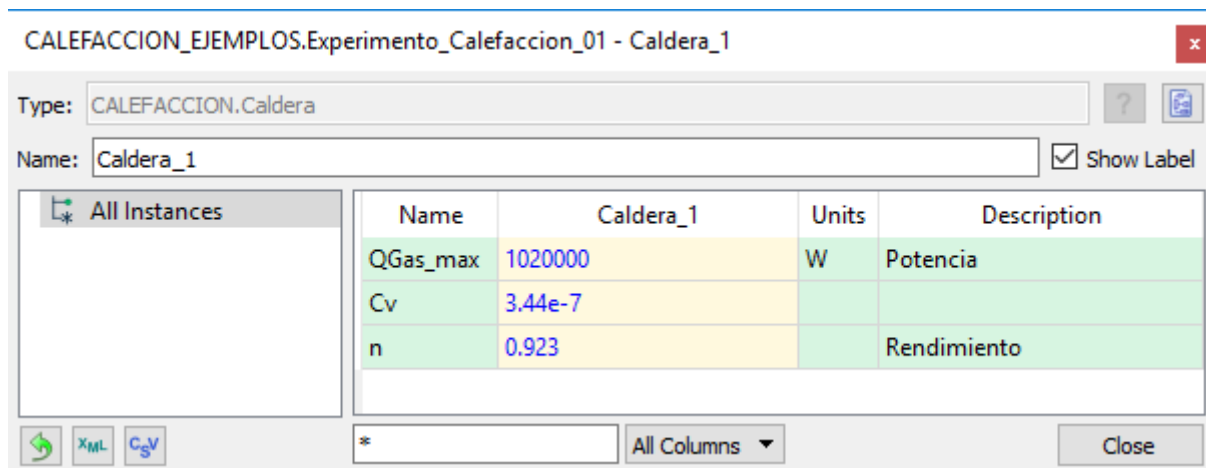 CALEFACCION_EJEMPLOS.Experimento_Calefaccion_01 - Caldera_1
x
Type: CALEFACCION.Caldera ?
Name: Caldera_1 Show Label
All Instances
Name Caldera_1 Units Description
QGas_max 1020000 W Potencia
Cv 3.44e-7
n 0.923 Rendimiento
XML CSV * All Columns Close